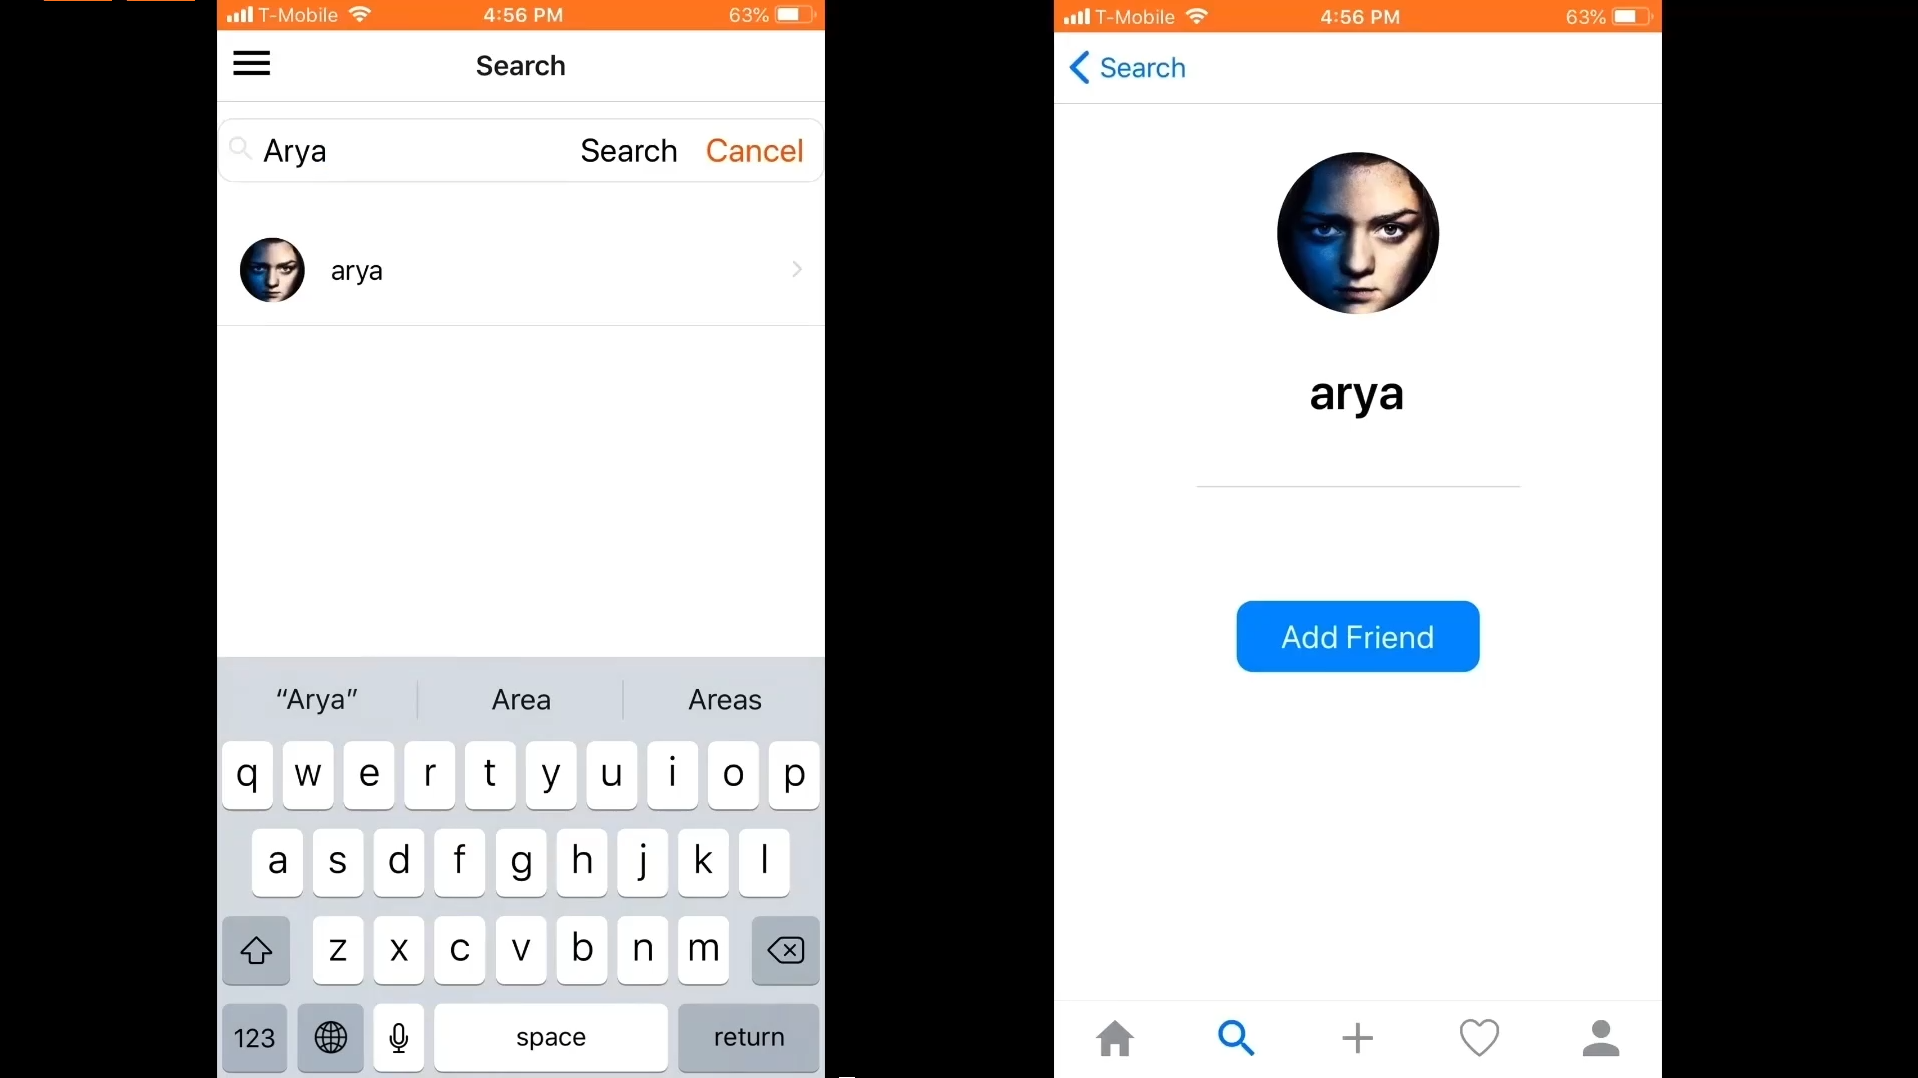 T-Mobile 4:56 PM 63%
Search
Arya Search Cancel
arya
“Arya” Area Areas
q w e r t y u i o p
a s d f g h j k l
z x c v b n m
123 space return
T-Mobile 4:56 PM 63%
Search
arya
Add Friend